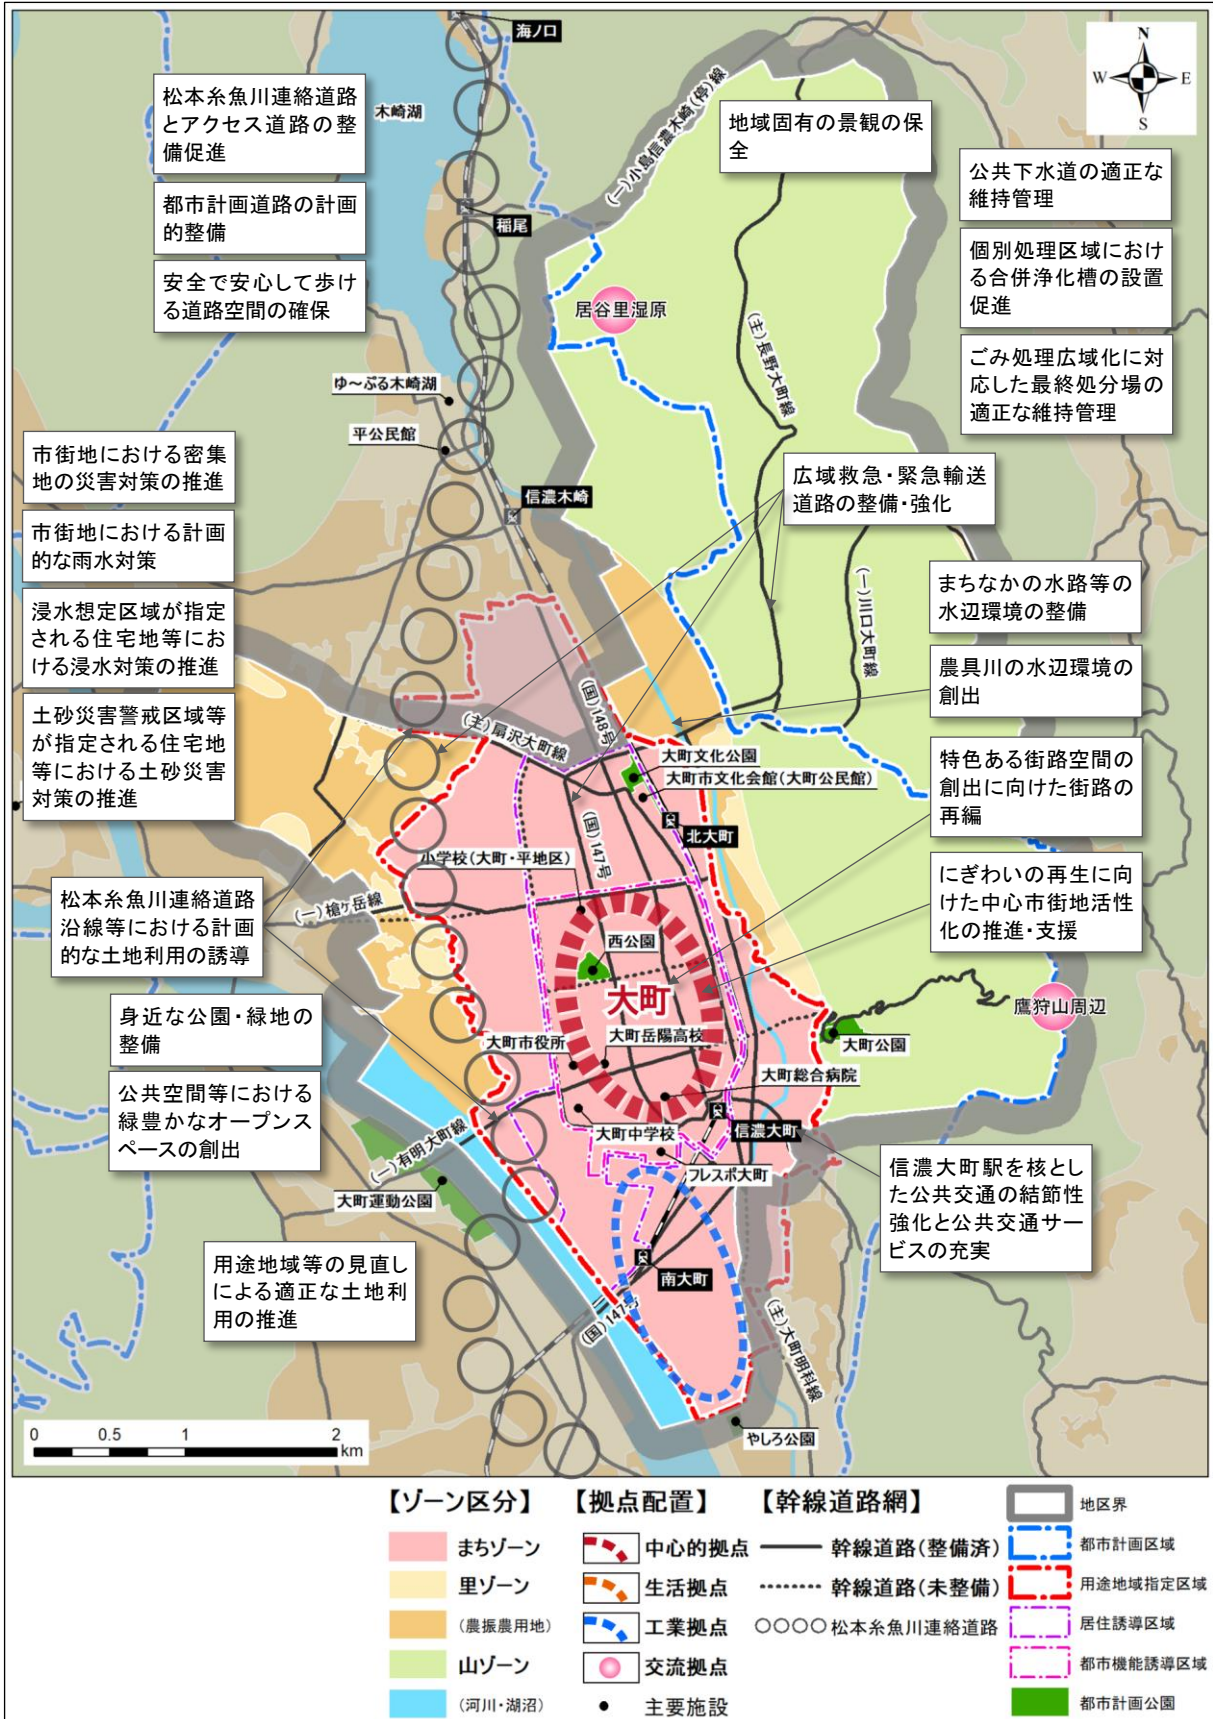 海ノ口
N
W
E
S
松本糸魚川連絡道路
とアクセス道路の整
備促進
木崎湖
(一)小島信濃木崎(停)線
地域固有の景観の保
全
公共下水道の適正な
維持管理
都市計画道路の計画
的整備
稲尾
個別処理区域における
合併浄化槽の設置
促進
安全で安心して歩け
る道路空間の確保
居谷里湿原
(主)長野大町線
ごみ処理広域化に対
応した最終処分場の
適正な維持管理
ゆ～ぷる木崎湖
平公民館
市街地における密集
地の災害対策の推進
信濃木崎
広域救急・緊急輸送
道路の整備・強化
市街地における計画
的な雨水対策
(一)川口大町線
まちなかの水路等の
水辺環境の整備
浸水想定区域が指定
される住宅地等にお
ける浸水対策の推進
農具川の水辺環境の
創出
土砂災害警戒区域等
が指定される住宅地
等における土砂災害
対策の推進
(国)148号
(主)扇沢大町線
大町文化公園
大町市文化会館(大町公民館)
特色ある街路空間の
創出に向けた街路の
再編
北大町
(国)147号
小学校(大町・平地区)
にぎわいの再生に向
けた中心市街地活性
化の推進・支援
松本糸魚川連絡道路
沿線等における計画
的な土地利用の誘導
(一)槍ヶ岳線
西公園
大町
鷹狩山周辺
身近な公園・緑地の
整備
大町市役所
大町岳陽高校
大町公園
大町総合病院
公共空間等における
緑豊かなオープンス
ペースの創出
大町中学校
信濃大町
(一)有明大町線
フレスポ大町
大町運動公園
信濃大町駅を核とし
た公共交通の結節性
強化と公共交通サー
ビスの充実
用途地域等の見直し
による適正な土地利
用の推進
南大町
(国)147号
(主)大町明科線
やしろ公園
0 0.5 1 2
km
【ゾーン区分】
まちゾーン
里ゾーン
(農振農用地)
山ゾーン
(河川・湖沼)
【拠点配置】
中心的拠点
生活拠点
工業拠点
交流拠点
主要施設
【幹線道路網】
幹線道路(整備済)
幹線道路(未整備)
松本糸魚川連絡道路
地区界
都市計画区域
用途地域指定区域
居住誘導区域
都市機能誘導区域
都市計画公園